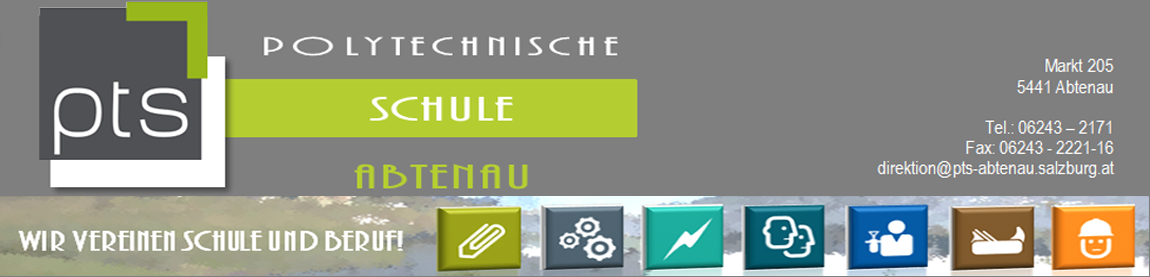 pts
POLYTECHNISCHE
SCHULE
ABTENAU
Markt 205
5441 Abtenau
Tel.: 06243 – 2171
Fax: 06243 - 2221-16
direktion@pts-abtenau.salzburg.at
WIR VEREINEN SCHULE UND BERUF!